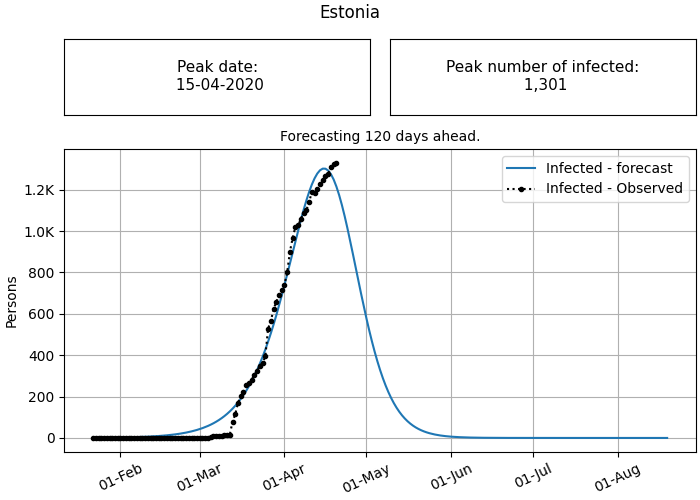 Estonia
Peak date:
15-04-2020
Peak number of infected:
1,301
Forecasting 120 days ahead.
Infected - forecast
Infected - Observed
Persons
1.2K
1.0K
800
600
400
200
0
01-Feb
01-Mar
01-Apr
01-May
01-Jun
01-Jul
01-Aug